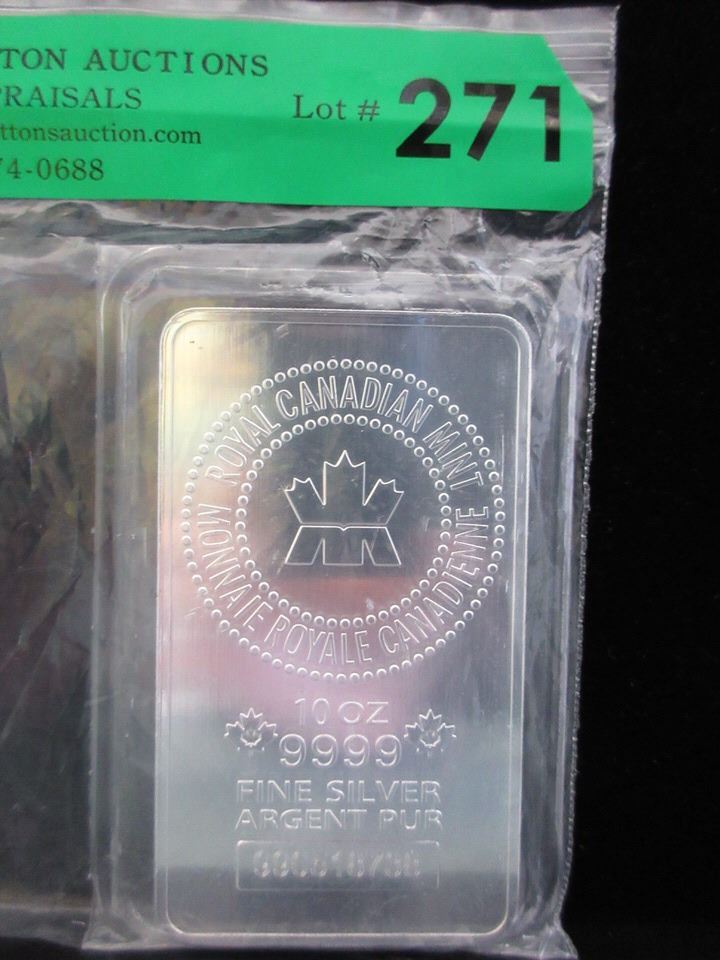 TON AUCTIONS
PRAISALS
ttonsauction.com
74-0688
Lot # 271
ROYAL CANADIAN MINT
MONNAIE ROYALE CANADIENNE
10 OZ
9999
FINE SILVER
ARGENT PUR